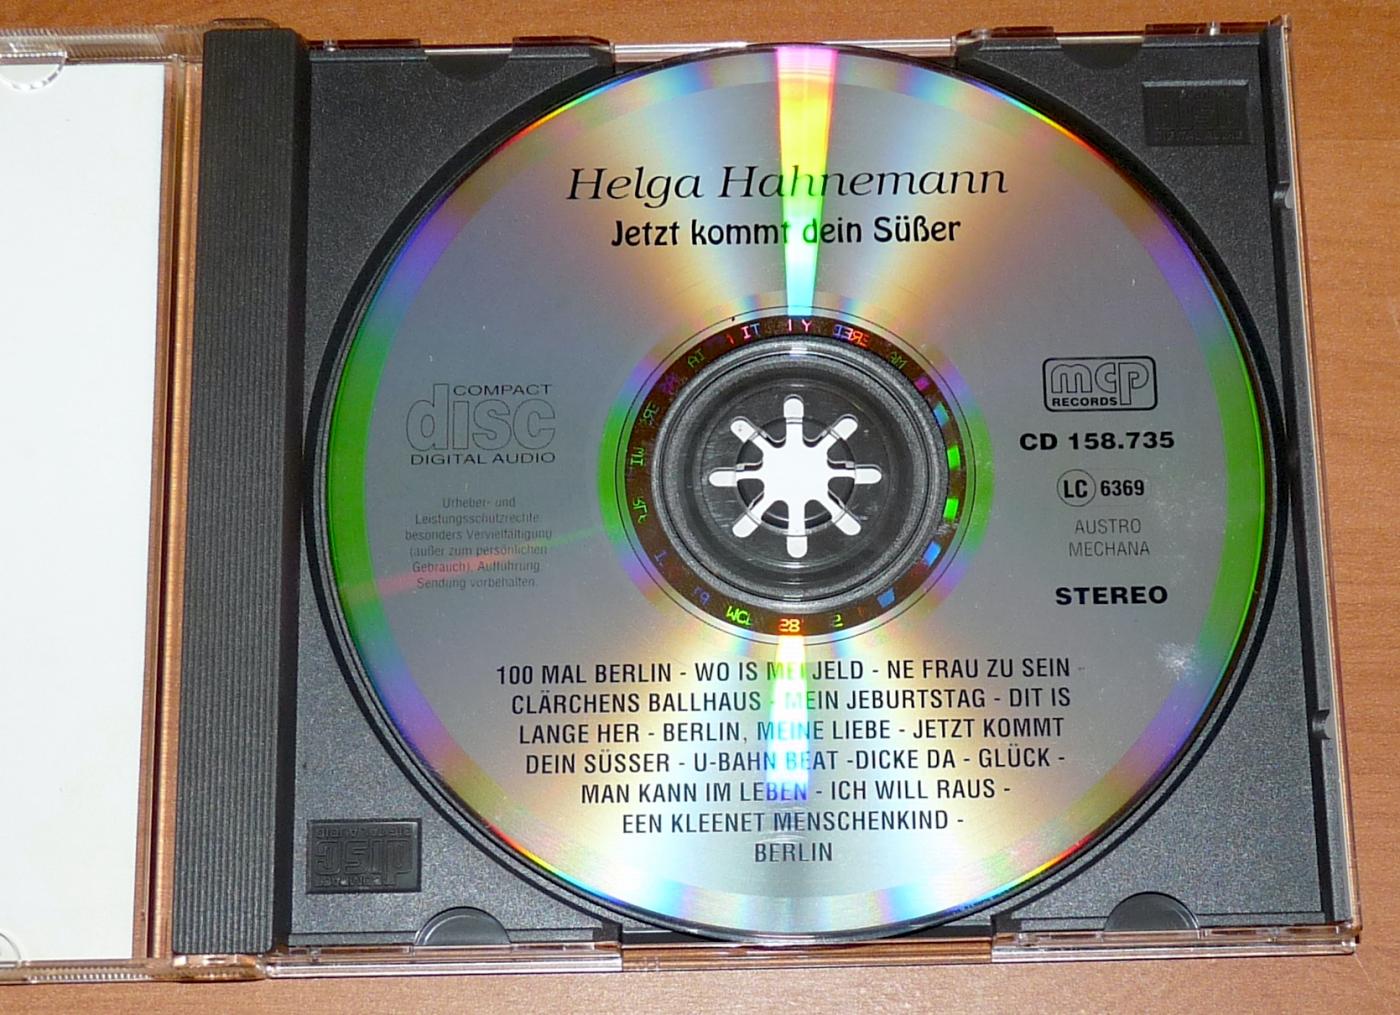 Helga Hahnemann
Jetzt kommt dein Süßer
COMPACT
disc
DIGITAL AUDIO
mcp
RECORDS
CD 158.735
LC 6369
AUSTRO
MECHANA
STEREO
Urheber- und
Leistungsschutzrechte
besonders Vervielfältigung
(außer zum persönlichen
Gebrauch), Aufführung,
Sendung vorbehalten.
100 MAL BERLIN - WO IS MEI JELD - NE FRAU ZU SEIN
CLÄRCHENS BALLHAUS - MEIN JEBURTSTAG - DIT IS
LANGE HER - BERLIN, MEINE LIEBE - JETZT KOMMT
DEIN SÜSSER - U-BAHN BEAT -DICKE DA - GLÜCK -
MAN KANN IM LEBEN - ICH WILL RAUS -
EEN KLEENET MENSCHENKIND -
BERLIN